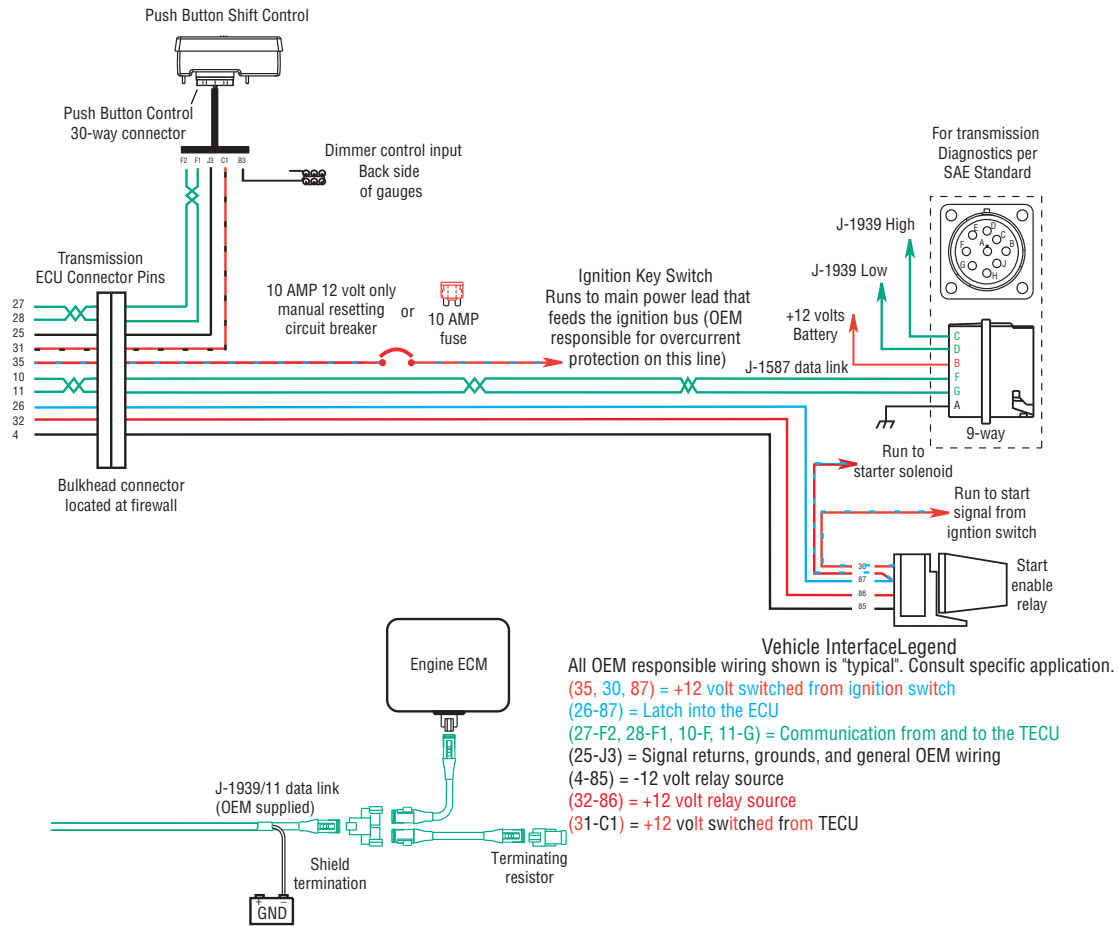 Push Button Shift Control
Push Button Control
30-way connector
F2 F1 J3 C1 B3
Dimmer control input
Back side
of gauges
For transmission
Diagnostics per
SAE Standard
E D
C
F A B
G J
H
J-1939 High
J-1939 Low
+12 volts
Battery
J-1587 data link
C
D
B
F
G
A
9-way
Transmission
ECU Connector Pins
27
28
25
31
35
10
11
26
32
4
10 AMP 12 volt only
manual resetting
circuit breaker
or
10 AMP
fuse
Ignition Key Switch
Runs to main power lead that
feeds the ignition bus (OEM
responsible for overcurrent
protection on this line)
Bulkhead connector
located at firewall
Run to
starter solenoid
Run to start
signal from
igntion switch
30
87
86
85
Start
enable
relay
Engine ECM
J-1939/11 data link
(OEM supplied)
Shield
termination
+ −
GND
Terminating
resistor
Vehicle InterfaceLegend
All OEM responsible wiring shown is "typical". Consult specific application.
(35, 30, 87) = +12 volt switched from ignition switch
(26-87) = Latch into the ECU
(27-F2, 28-F1, 10-F, 11-G) = Communication from and to the TECU
(25-J3) = Signal returns, grounds, and general OEM wiring
(4-85) = -12 volt relay source
(32-86) = +12 volt relay source
(31-C1) = +12 volt switched from TECU